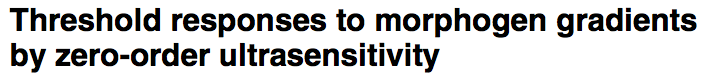 Threshold responses to morphogen gradients
by zero-order ultrasensitivity